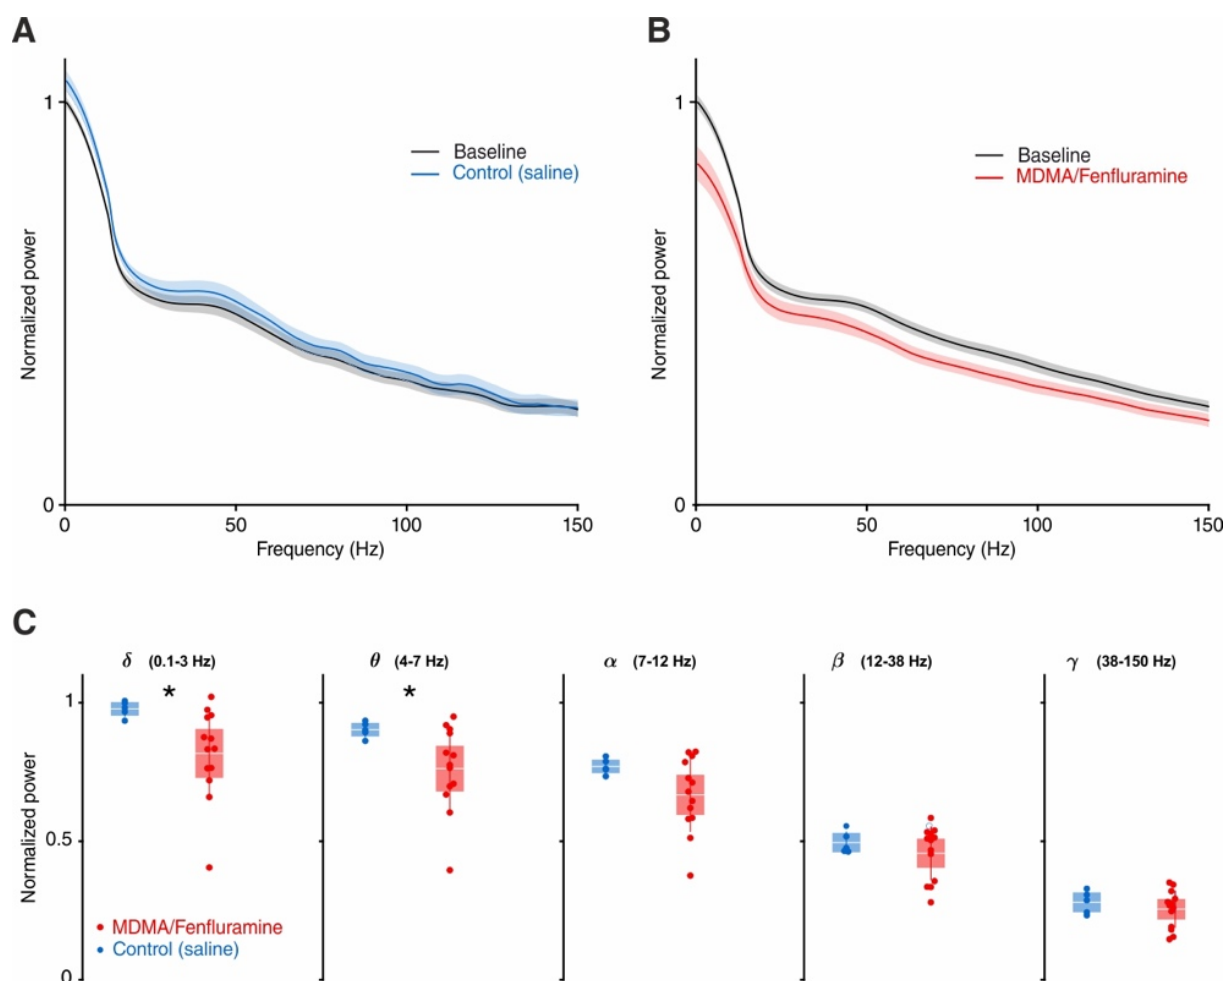 A
Normalized power
1
0
Baseline
Control (saline)
0 50 100 150
Frequency (Hz)
B
Normalized power
1
0
Baseline
MDMA/Fenfluramine
0 50 100 150
Frequency (Hz)
C
Normalized power
1
0.5
0
δ (0.1-3 Hz)
*
θ (4-7 Hz)
*
α (7-12 Hz)
β (12-38 Hz)
γ (38-150 Hz)
MDMA/Fenfluramine
Control (saline)